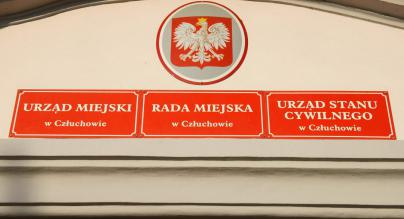 URZĄD MIEJSKI
w Człuchowie
RADA MIEJSKA
w Człuchowie
URZĄD STANU
CYWILNEGO
w Człuchowie